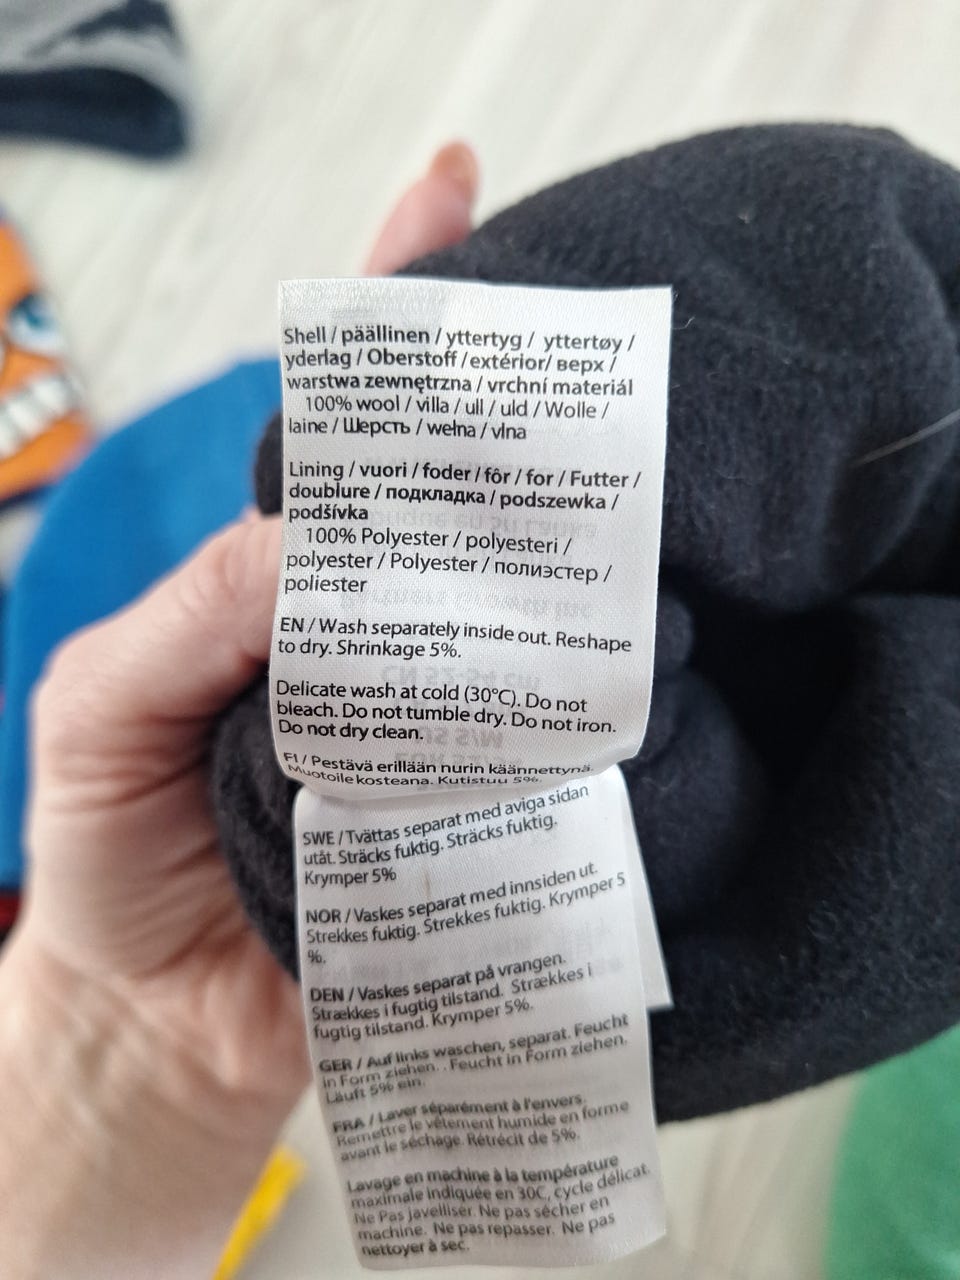 Shell / päällinen / yttertyg / yttertøy /
yderlag / Oberstoff / extérior/ верх /
warstwa zewnętrzna / vrchní materiál
100% wool / villa / ull / uld / Wolle /
laine / Шерсть / wełna / vlna
Lining / vuori / foder / fôr / for / Futter /
doublure / подкладка / podszewka /
podšívka
100% Polyester / polyesteri /
polyester / Polyester / полиэстер /
poliester
EN / Wash separately inside out. Reshape
to dry. Shrinkage 5%.
Delicate wash at cold (30°C). Do not
bleach. Do not tumble dry. Do not iron.
Do not dry clean.
FI / Pestävä erillään nurin käännettynä.
Muotoile kosteana. Kutistuu 5%.
SWE / Tvättas separat med aviga sidan
utåt. Sträcks fuktig. Sträcks fuktig.
Krymper 5%
NOR / Vaskes separat med innsiden ut.
Strekkes fuktig. Strekkes fuktig. Krymper 5
%.
DEN / Vaskes separat på vrangen.
Strækkes i fugtig tilstand. Strækkes i
fugtig tilstand. Krymper 5%.
GER / Auf links waschen, separat. Feucht
in Form ziehen. . Feucht in Form ziehen.
Läuft 5% ein.
FRA / Laver séparément à l'envers.
Remettre le vêtement humide en forme
avant le séchage. Rétrécit de 5%.
Lavage en machine à la température
maximale indiquée en 30C, cycle délicat.
Ne Pas javelliser. Ne pas sécher en
machine. Ne pas repasser. Ne pas
nettoyer à sec.